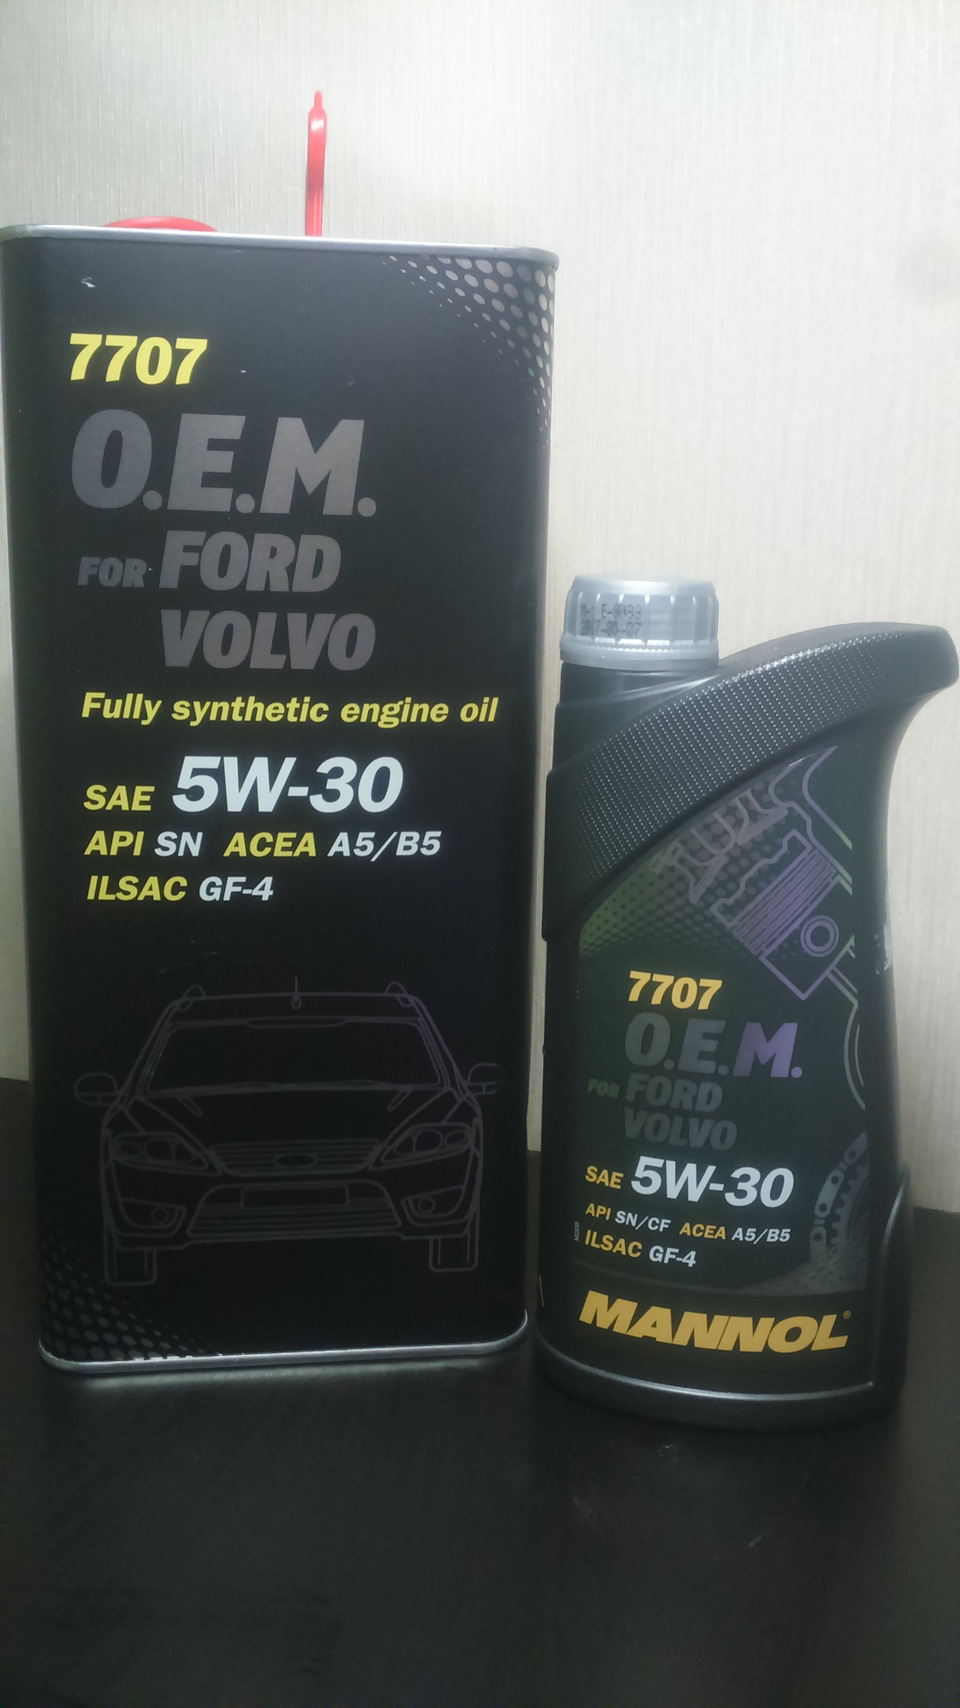 7707
O.E.M.
FOR FORD
VOLVO
Fully synthetic engine oil
SAE 5W-30
API SN ACEA A5/B5
ILSAC GF-4
7707
O.E.M.
FOR FORD
VOLVO
SAE 5W-30
API SN/CF ACEA A5/B5
ILSAC GF-4
MANNOL®